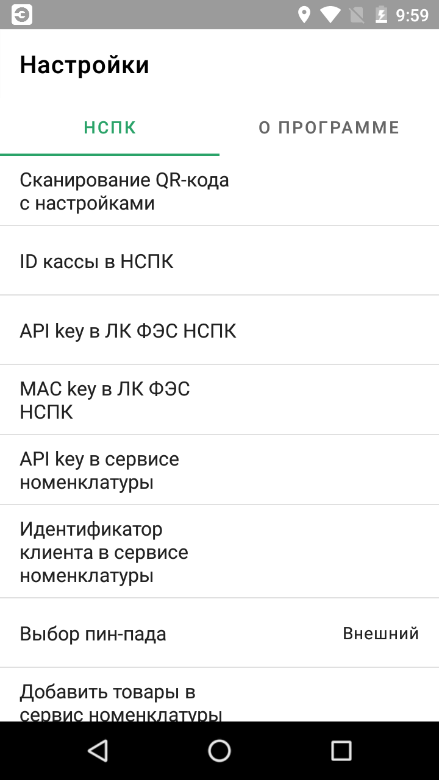 9:59
Настройки
НСПК
О ПРОГРАММЕ
Сканирование QR-кода
с настройками
ID кассы в НСПК
API key в ЛК ФЭС НСПК
MAC key в ЛК ФЭС
НСПК
API key в сервисе
номенклатуры
Идентификатор
клиента в сервисе
номенклатуры
Выбор пин-пада
Внешний
Добавить товары в
сервис номенклатуры